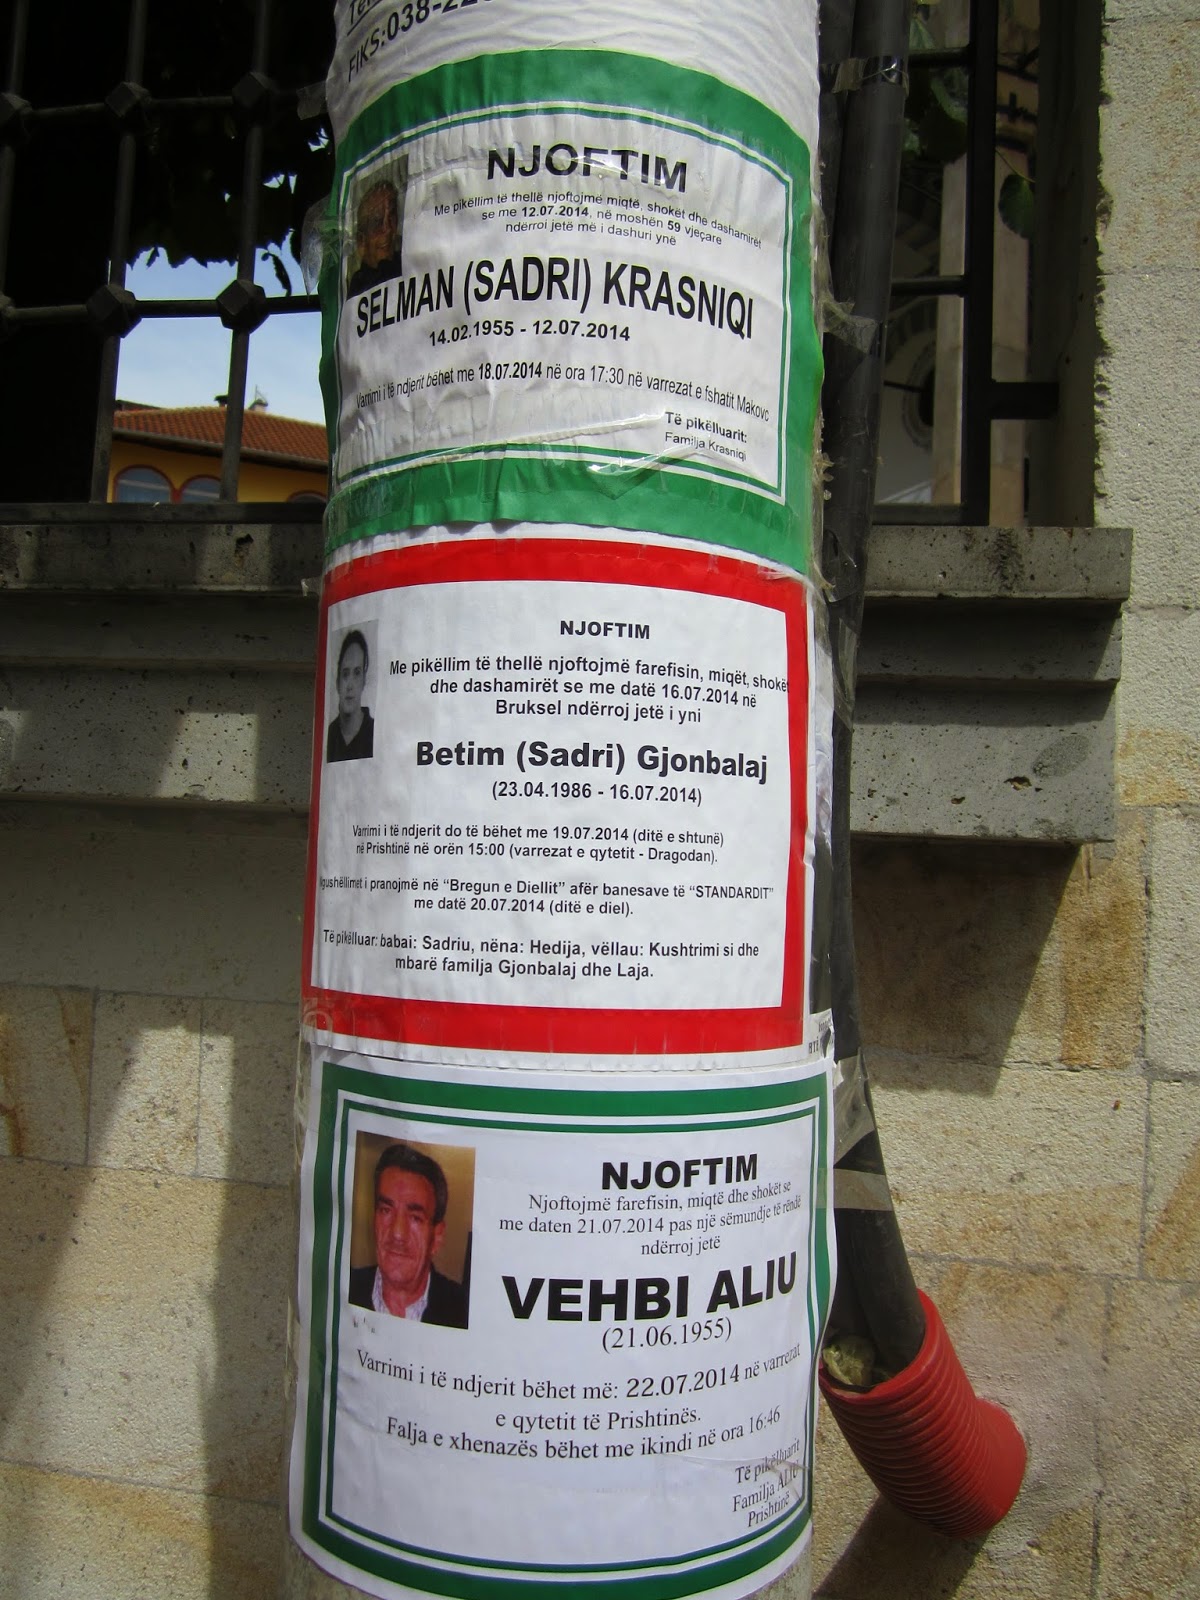 FIKS:038-22
NJOFTIM
Me pikëllim të thellë njoftojmë miqtë, shokët dhe dashamirët
se me 12.07.2014, në moshën 59 vjeçare
ndërroi jetë më i dashuri ynë
SELMAN (SADRI) KRASNIQI
14.02.1955 - 12.07.2014
Varrimi i të ndjerit bëhet me 18.07.2014 në ora 17:30 në varrezat e fshatit Makovc
Të pikëlluarit:
Familja Krasniqi
NJOFTIM
Me pikëllim të thellë njoftojmë farefisin, miqët, shokët
dhe dashamirët se me datë 16.07.2014 në
Bruksel ndërroj jetë i yni
Betim (Sadri) Gjonbalaj
(23.04.1986 - 16.07.2014)
Varrimi i të ndjerit do të bëhet me 19.07.2014 (ditë e shtunë)
në Prishtinë në orën 15:00 (varrezat e qytetit - Dragodan).
Ngushëllimet i pranojmë në “Bregun e Diellit” afër banesave të “STANDARDIT”
me datë 20.07.2014 (ditë e diel).
Të pikëlluar: babai: Sadriu, nëna: Hedija, vëllau: Kushtrimi si dhe
mbarë familja Gjonbalaj dhe Laja.
NJOFTIM
Njoftojmë farefisin, miqtë dhe shokët se
me daten 21.07.2014 pas një sëmundje të rëndë
ndërroj jetë
VEHBI ALIU
(21.06.1955)
Varrimi i të ndjerit bëhet më: 22.07.2014 në varrezat
e qytetit të Prishtinës.
Falja e xhenazës bëhet me ikindi në ora 16:46
Të pikëlluarit
Familja ALIU
Prishtinë